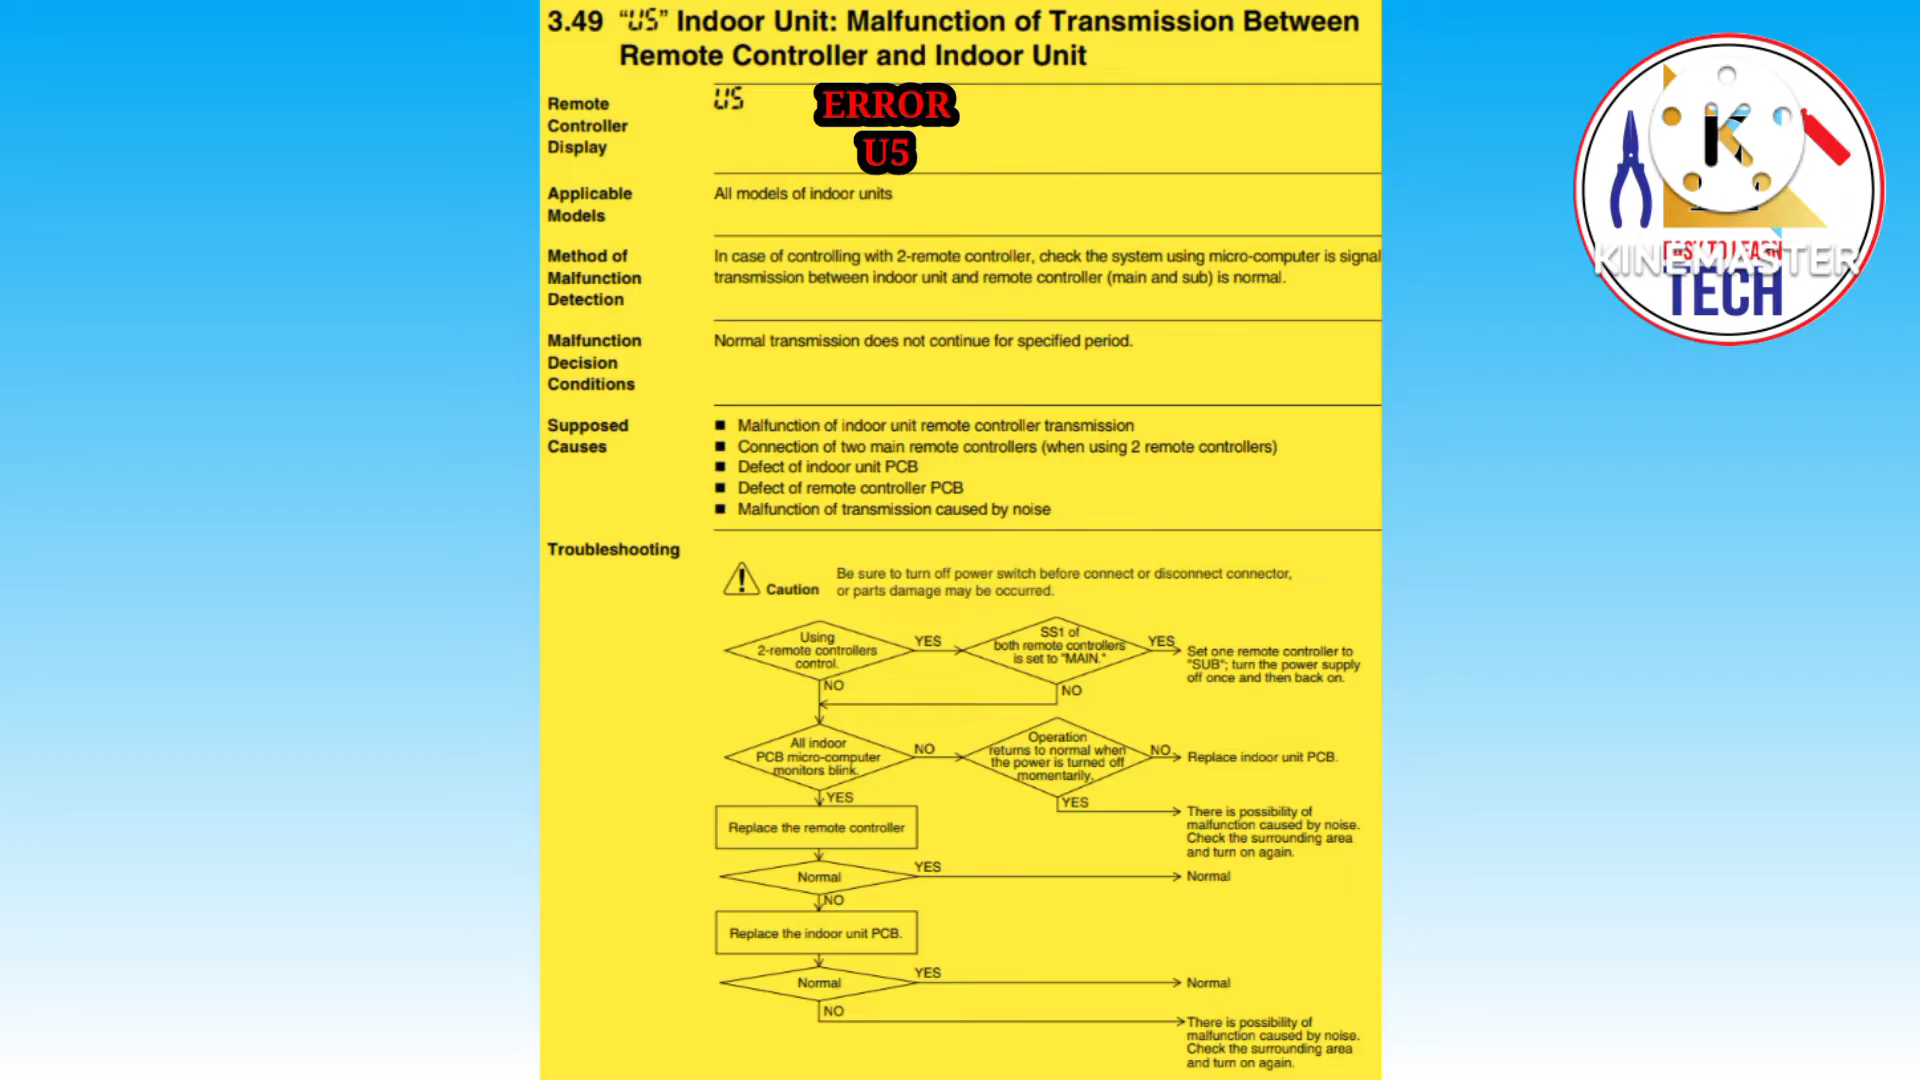 3.49 “U5” Indoor Unit: Malfunction of Transmission Between
Remote Controller and Indoor Unit
Remote
Controller
Display
U5
ERROR
U5
Applicable
Models
All models of indoor units
Method of
Malfunction
Detection
In case of controlling with 2-remote controller, check the system using micro-computer is signal
transmission between indoor unit and remote controller (main and sub) is normal.
Malfunction
Decision
Conditions
Normal transmission does not continue for specified period.
Supposed
Causes
■ Malfunction of indoor unit remote controller transmission
■ Connection of two main remote controllers (when using 2 remote controllers)
■ Defect of indoor unit PCB
■ Defect of remote controller PCB
■ Malfunction of transmission caused by noise
Troubleshooting
Caution
Be sure to turn off power switch before connect or disconnect connector,
or parts damage may be occurred.
Using
2-remote controllers
control.
YES
NO
SS1 of
both remote controllers
is set to "MAIN."
YES
NO
Set one remote controller to
"SUB"; turn the power supply
off once and then back on.
All indoor
PCB micro-computer
monitors blink.
NO
YES
Operation
returns to normal when
the power is turned off
momentarily.
NO
YES
Replace indoor unit PCB.
There is possibility of
malfunction caused by noise.
Check the surrounding area
and turn on again.
Replace the remote controller
Normal
YES
NO
Normal
Replace the indoor unit PCB.
Normal
YES
NO
Normal
There is possibility of
malfunction caused by noise.
Check the surrounding area
and turn on again.
K
KINEMASTER
TECH